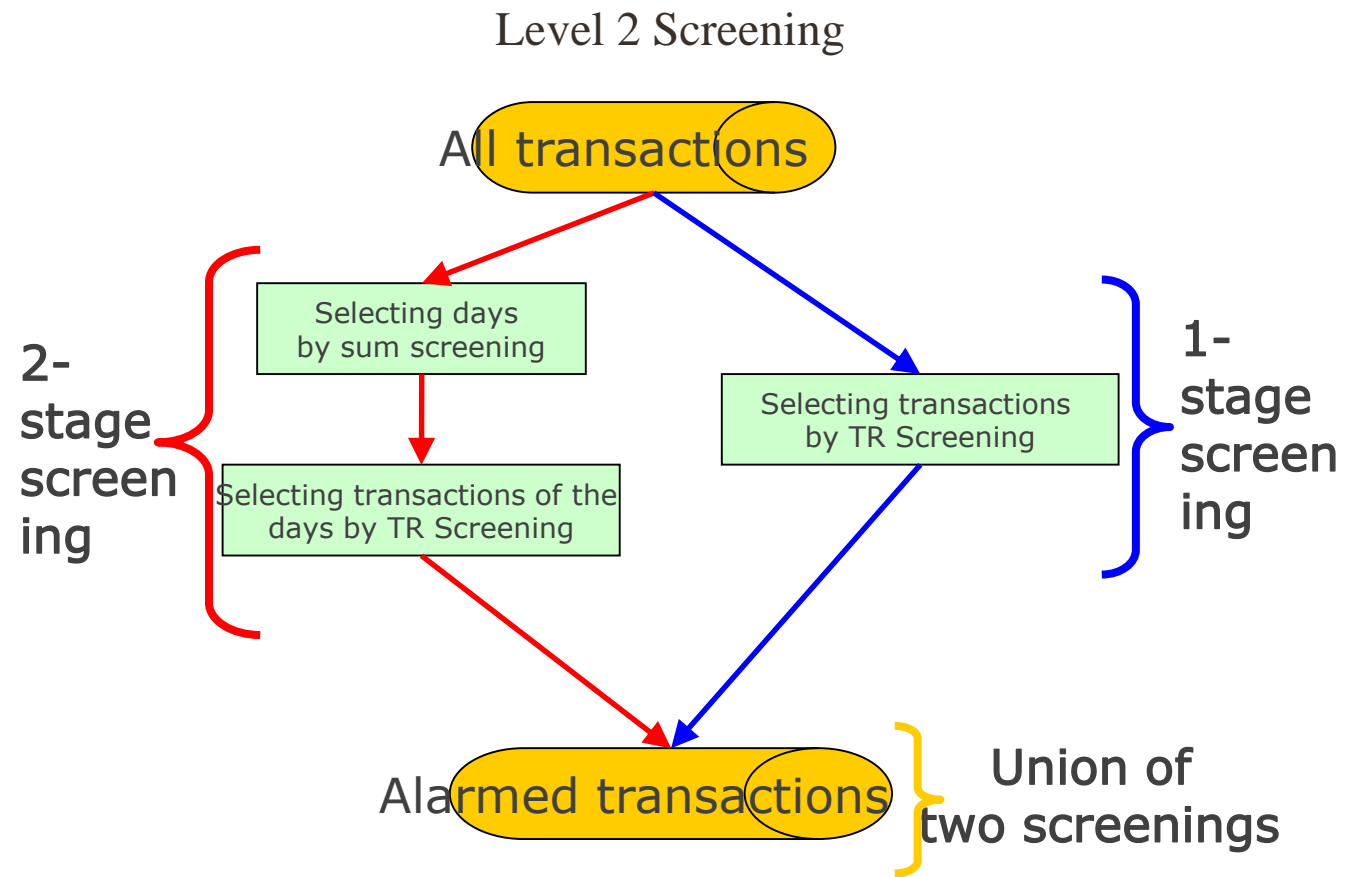 Level 2 Screening
All transactions
Selecting days
by sum screening
2-
stage
screen
ing
Selecting transactions of the
days by TR Screening
Selecting transactions
by TR Screening
1-
stage
screen
ing
Alarmed transactions
Union of
two screenings